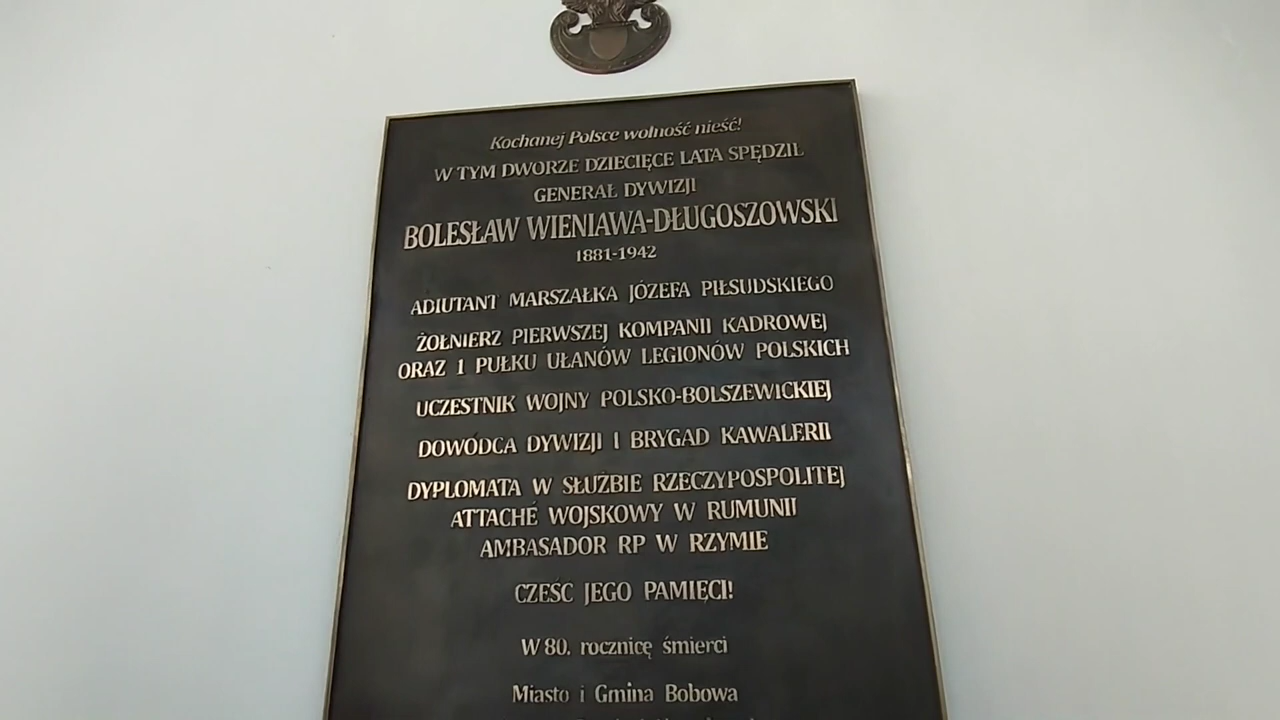 Kochanej Polsce wolność nieść!
W TYM DWORZE DZIECIĘCE LATA SPĘDZIŁ
GENERAŁ DYWIZJI
BOLESŁAW WIENIAWA-DŁUGOSZOWSKI
1881-1942
ADIUTANT MARSZAŁKA JÓZEFA PIŁSUDSKIEGO
ŻOŁNIERZ PIERWSZEJ KOMPANII KADROWEJ
ORAZ 1 PUŁKU UŁANÓW LEGIONÓW POLSKICH
UCZESTNIK WOJNY POLSKO-BOLSZEWICKIEJ
DOWÓDCA DYWIZJI I BRYGAD KAWALERII
DYPLOMATA W SŁUŻBIE RZECZYPOSPOLITEJ
ATTACHÉ WOJSKOWY W RUMUNII
AMBASADOR RP W RZYMIE
CZEŚĆ JEGO PAMIĘCI!
W 80. rocznicę śmierci
Miasto i Gmina Bobowa